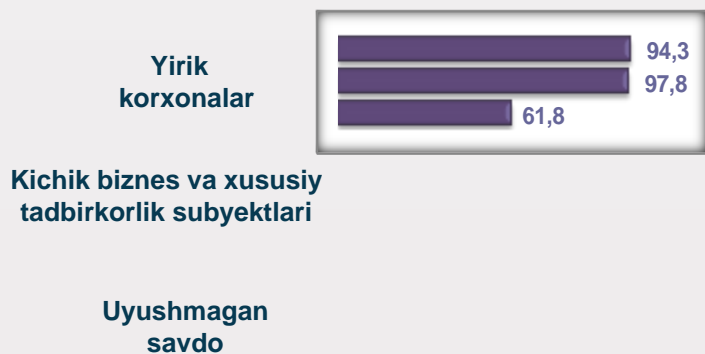 Yirik
korxonalar
94,3
97,8
61,8
Kichik biznes va xususiy
tadbirkorlik subyektlari
Uyushmagan
savdo